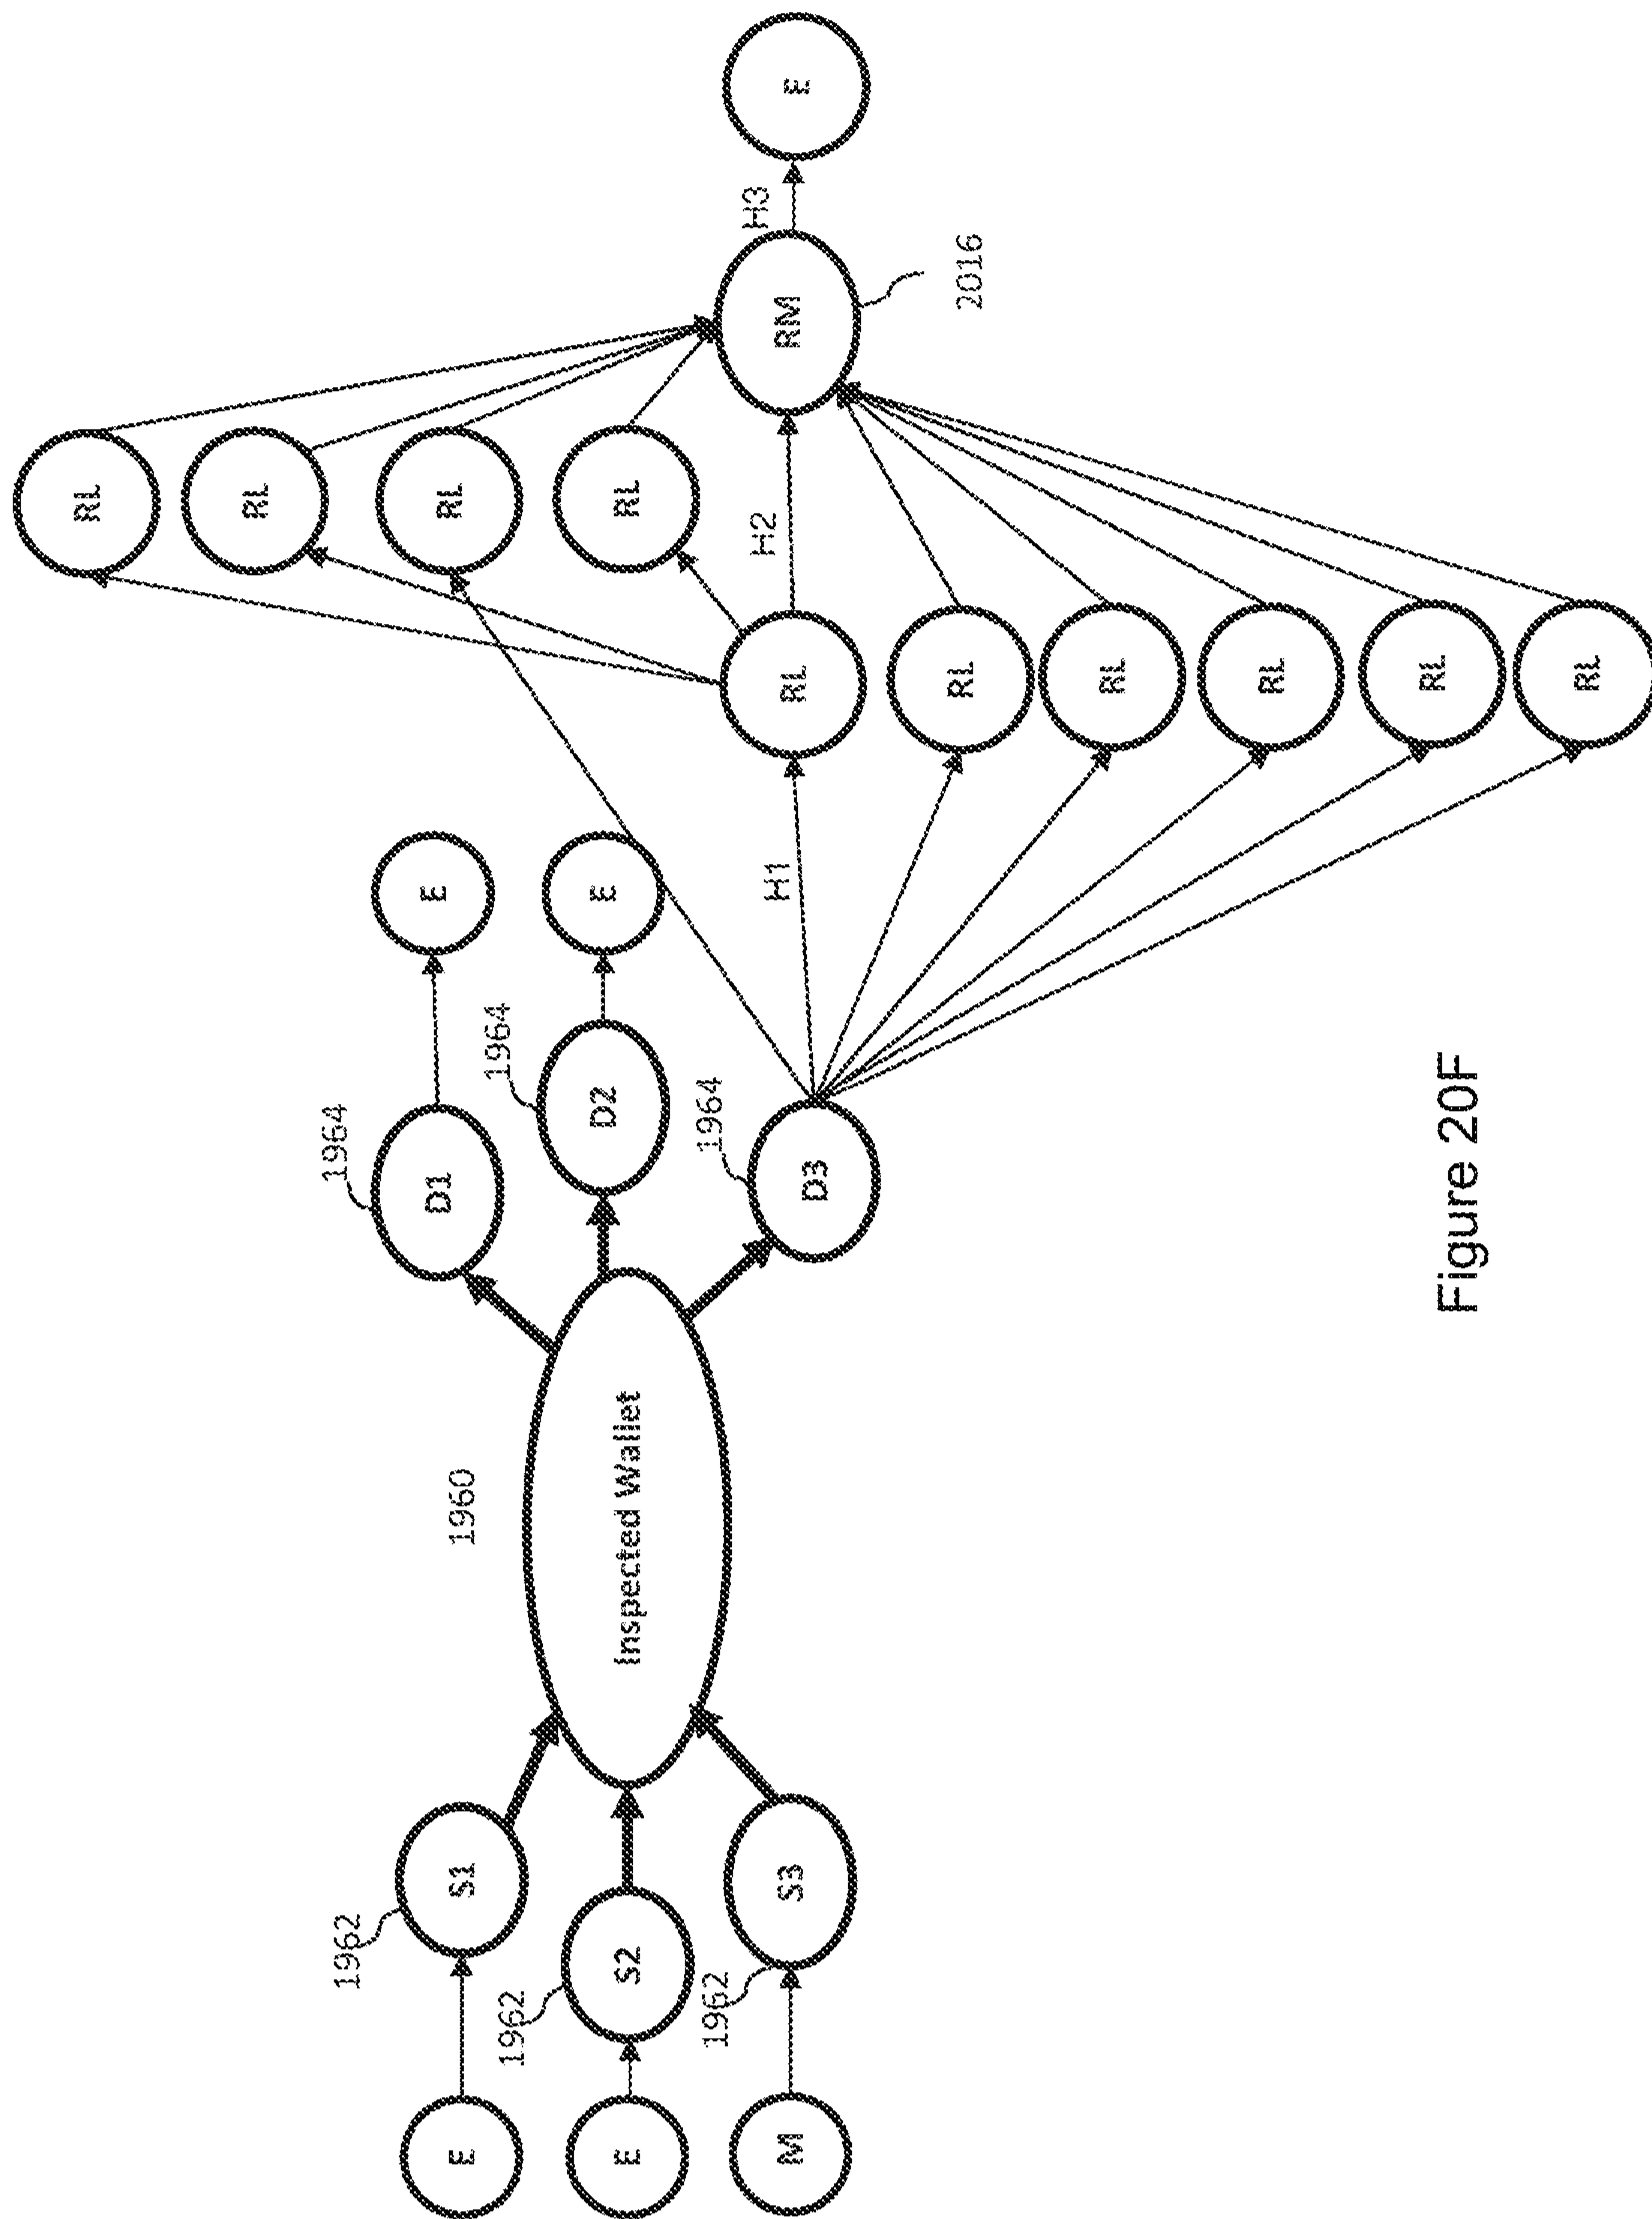 E
1962
S1
E
1962
S2
M
1962
S3
1960
Inspected Wallet
1964
D1
E
1964
D2
E
1964
D3
H1
RL
RL
RL
RL
RL
RL
H2
RL
RL
RL
RL
RM
2016
H3
E
Figure 20F